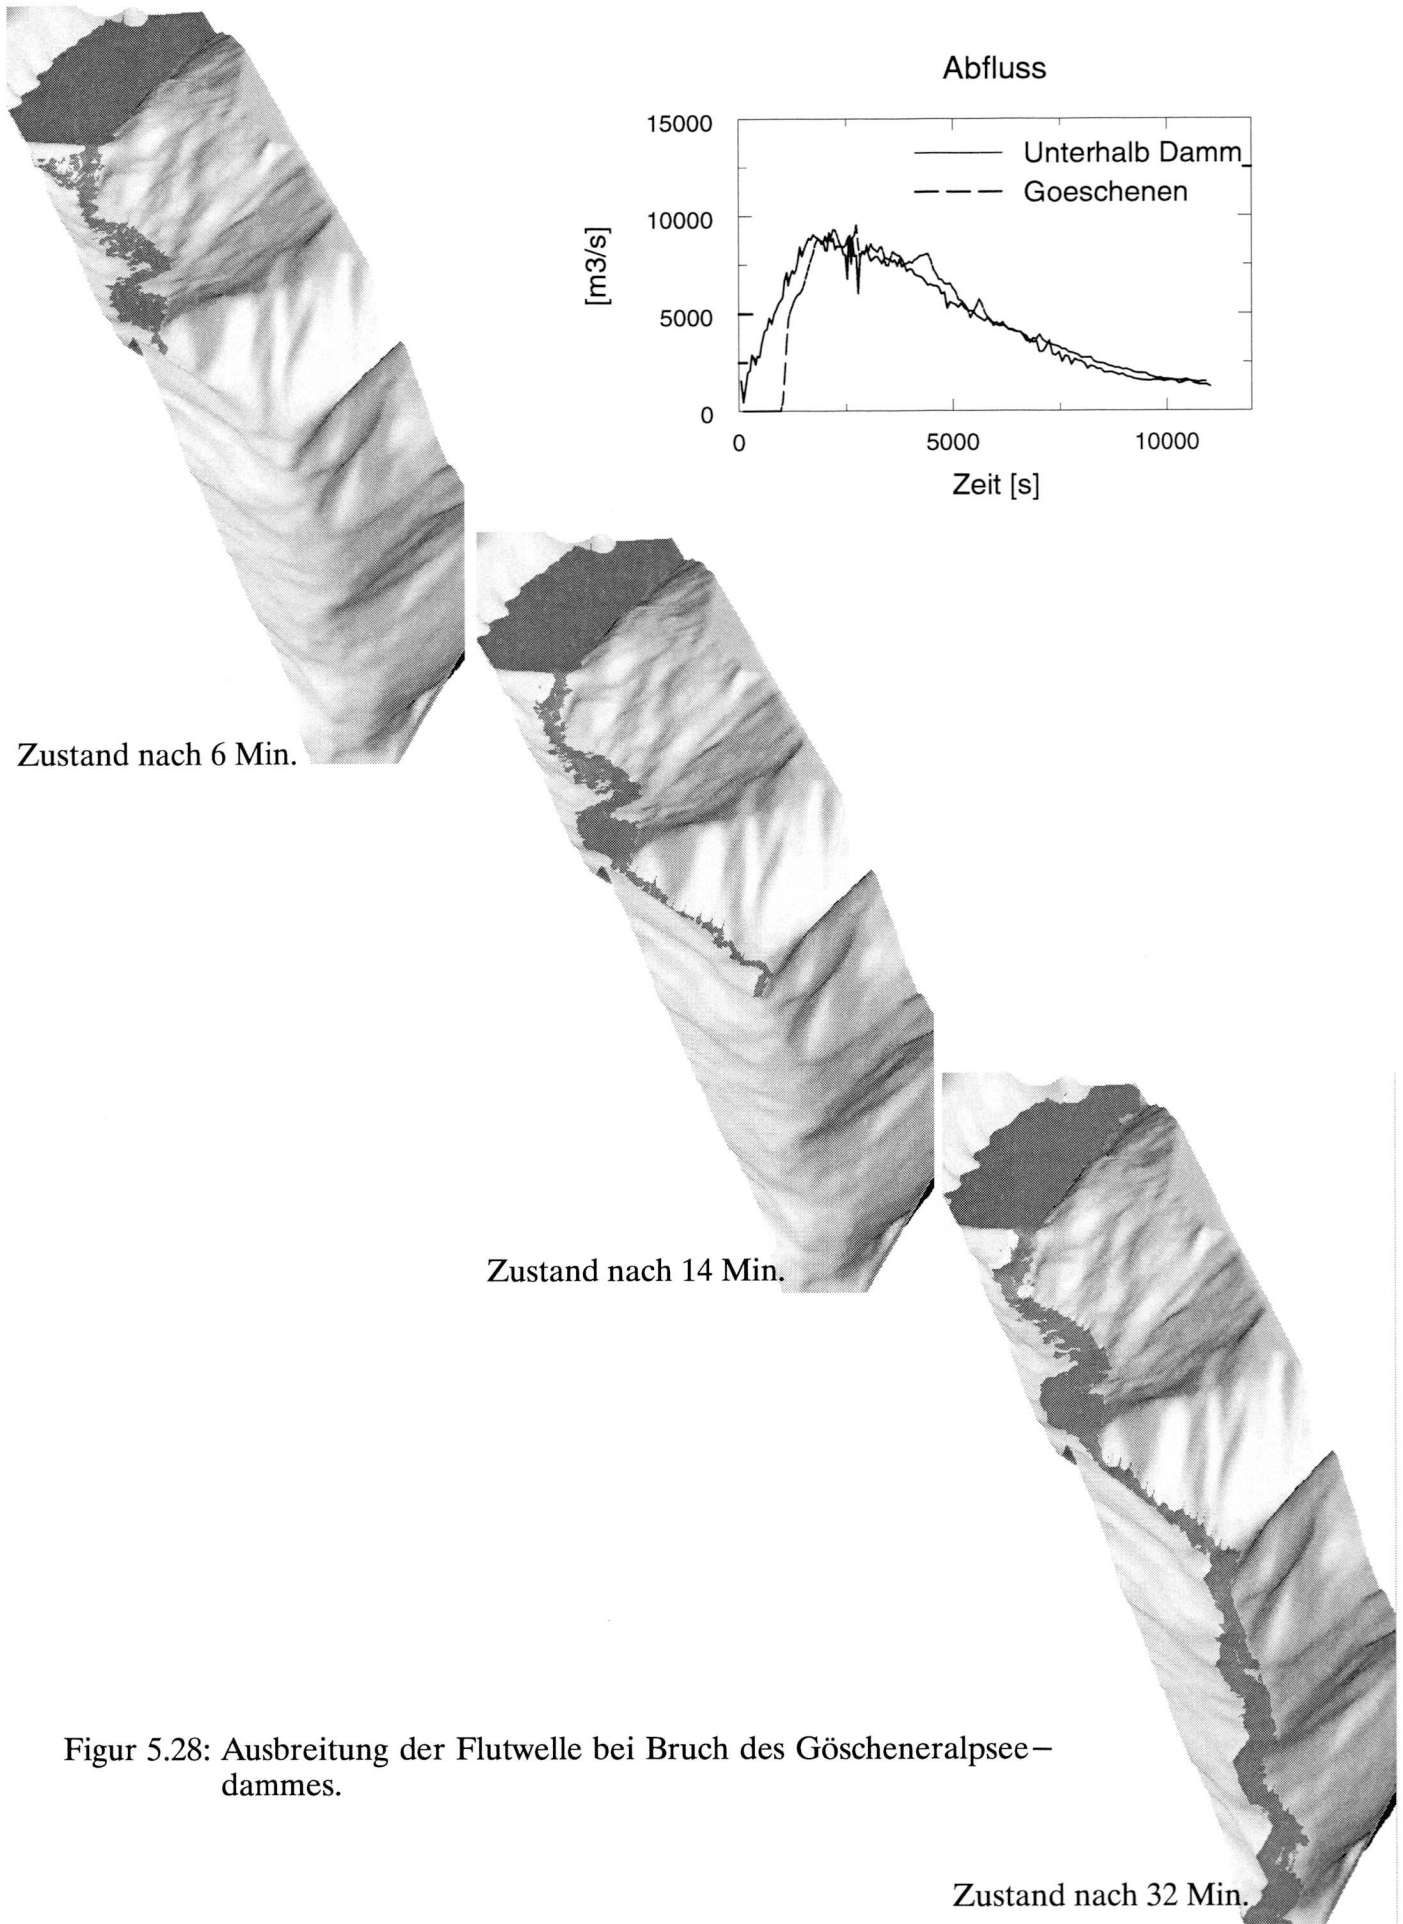 Abfluss
15000
10000
5000
0
[m3/s]
Unterhalb Damm
Goeschenen
0 5000 10000
Zeit [s]
Zustand nach 6 Min.
Zustand nach 14 Min.
Figur 5.28: Ausbreitung der Flutwelle bei Bruch des Göscheneralpsee–
dammes.
Zustand nach 32 Min.